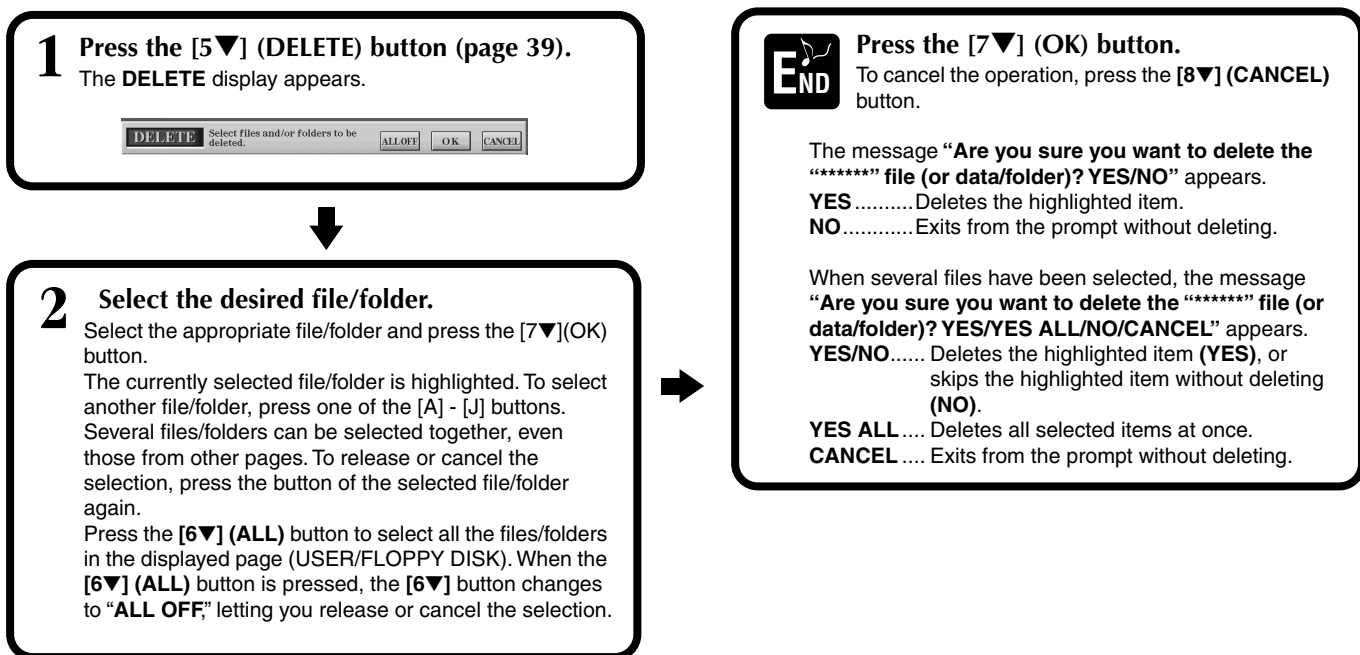 1 Press the [5▼] (DELETE) button (page 39).
The DELETE display appears.
DELETE Select files and/or folders to be
deleted. ALL OFF OK CANCEL
2 Select the desired file/folder.
Select the appropriate file/folder and press the [7▼](OK)
button.
The currently selected file/folder is highlighted. To select
another file/folder, press one of the [A] - [J] buttons.
Several files/folders can be selected together, even
those from other pages. To release or cancel the
selection, press the button of the selected file/folder
again.
Press the [6▼] (ALL) button to select all the files/folders
in the displayed page (USER/FLOPPY DISK). When the
[6▼] (ALL) button is pressed, the [6▼] button changes
to “ALL OFF,” letting you release or cancel the selection.
END Press the [7▼] (OK) button.
To cancel the operation, press the [8▼] (CANCEL)
button.
The message “Are you sure you want to delete the
“******” file (or data/folder)? YES/NO” appears.
YES ..........Deletes the highlighted item.
NO............Exits from the prompt without deleting.
When several files have been selected, the message
“Are you sure you want to delete the “******” file (or
data/folder)? YES/YES ALL/NO/CANCEL” appears.
YES/NO...... Deletes the highlighted item (YES), or
skips the highlighted item without deleting
(NO).
YES ALL .... Deletes all selected items at once.
CANCEL .... Exits from the prompt without deleting.